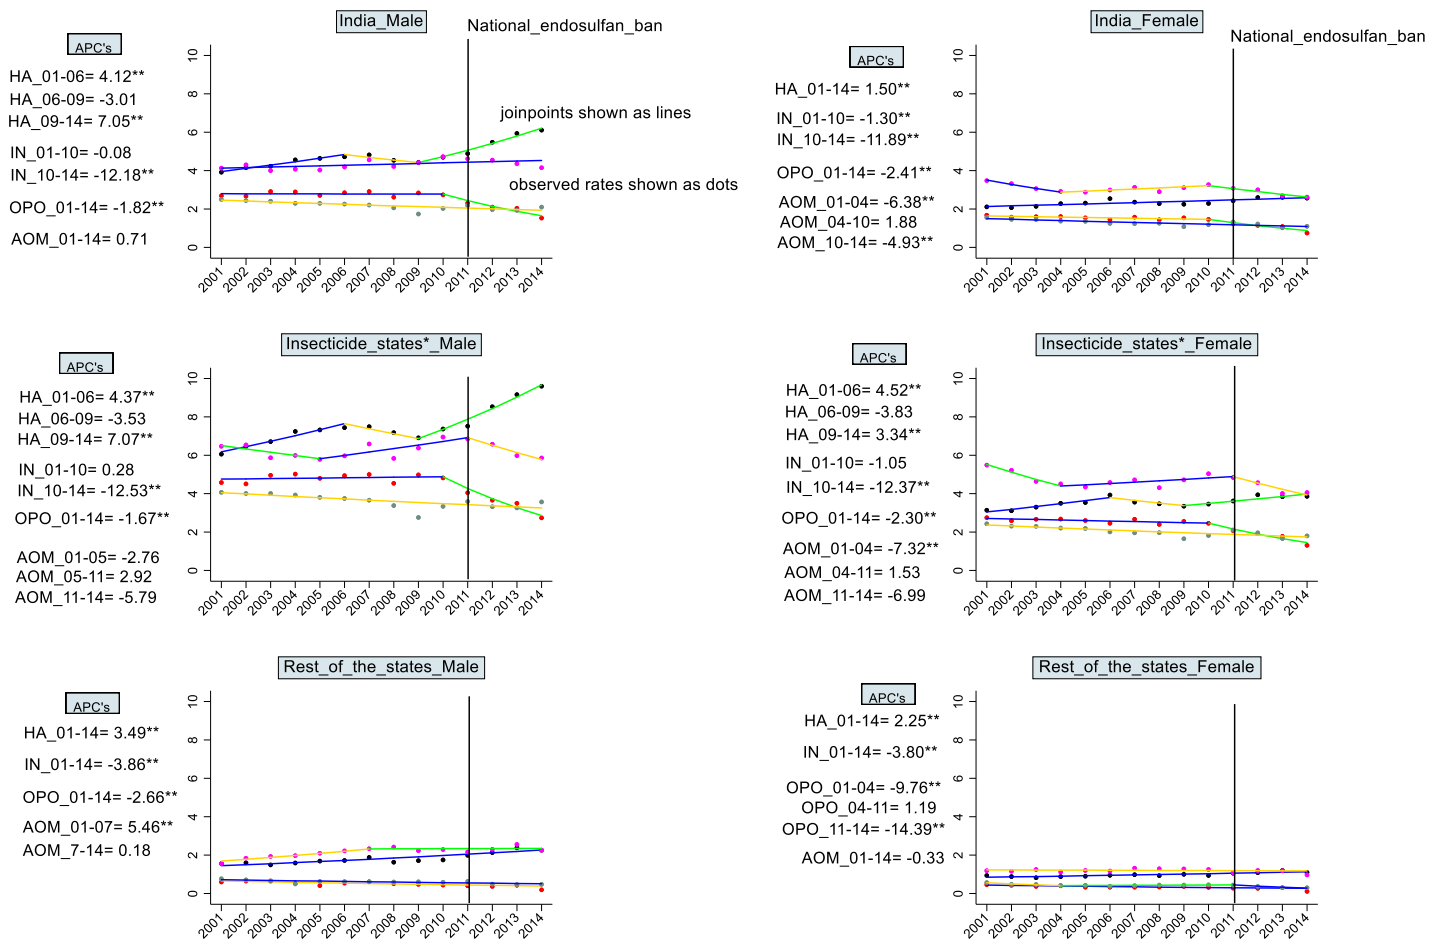 India_Male
National_endosulfan_ban
APC's
HA_01-06= 4.12**
HA_06-09= -3.01
HA_09-14= 7.05**
IN_01-10= -0.08
IN_10-14= -12.18**
OPO_01-14= -1.82**
AOM_01-14= 0.71
joinpoints shown as lines
observed rates shown as dots
0 2 4 6 8 10
2001 2002 2003 2004 2005 2006 2007 2008 2009 2010 2011 2012 2013 2014
India_Female
National_endosulfan_ban
APC's
HA_01-14= 1.50**
IN_01-10= -1.30**
IN_10-14= -11.89**
OPO_01-14= -2.41**
AOM_01-04= -6.38**
AOM_04-10= 1.88
AOM_10-14= -4.93**
0 2 4 6 8 10
2001 2002 2003 2004 2005 2006 2007 2008 2009 2010 2011 2012 2013 2014
Insecticide_states*_Male
APC's
HA_01-06= 4.37**
HA_06-09= -3.53
HA_09-14= 7.07**
IN_01-10= 0.28
IN_10-14= -12.53**
OPO_01-14= -1.67**
AOM_01-05= -2.76
AOM_05-11= 2.92
AOM_11-14= -5.79
0 2 4 6 8 10
2001 2002 2003 2004 2005 2006 2007 2008 2009 2010 2011 2012 2013 2014
Insecticide_states*_Female
APC's
HA_01-06= 4.52**
HA_06-09= -3.83
HA_09-14= 3.34**
IN_01-10= -1.05
IN_10-14= -12.37**
OPO_01-14= -2.30**
AOM_01-04= -7.32**
AOM_04-11= 1.53
AOM_11-14= -6.99
0 2 4 6 8 10
2001 2002 2003 2004 2005 2006 2007 2008 2009 2010 2011 2012 2013 2014
Rest_of_the_states_Male
APC's
HA_01-14= 3.49**
IN_01-14= -3.86**
OPO_01-14= -2.66**
AOM_01-07= 5.46**
AOM_7-14= 0.18
0 2 4 6 8 10
2001 2002 2003 2004 2005 2006 2007 2008 2009 2010 2011 2012 2013 2014
Rest_of_the_states_Female
APC's
HA_01-14= 2.25**
IN_01-14= -3.80**
OPO_01-04= -9.76**
OPO_04-11= 1.19
OPO_11-14= -14.39**
AOM_01-14= -0.33
0 2 4 6 8 10
2001 2002 2003 2004 2005 2006 2007 2008 2009 2010 2011 2012 2013 2014